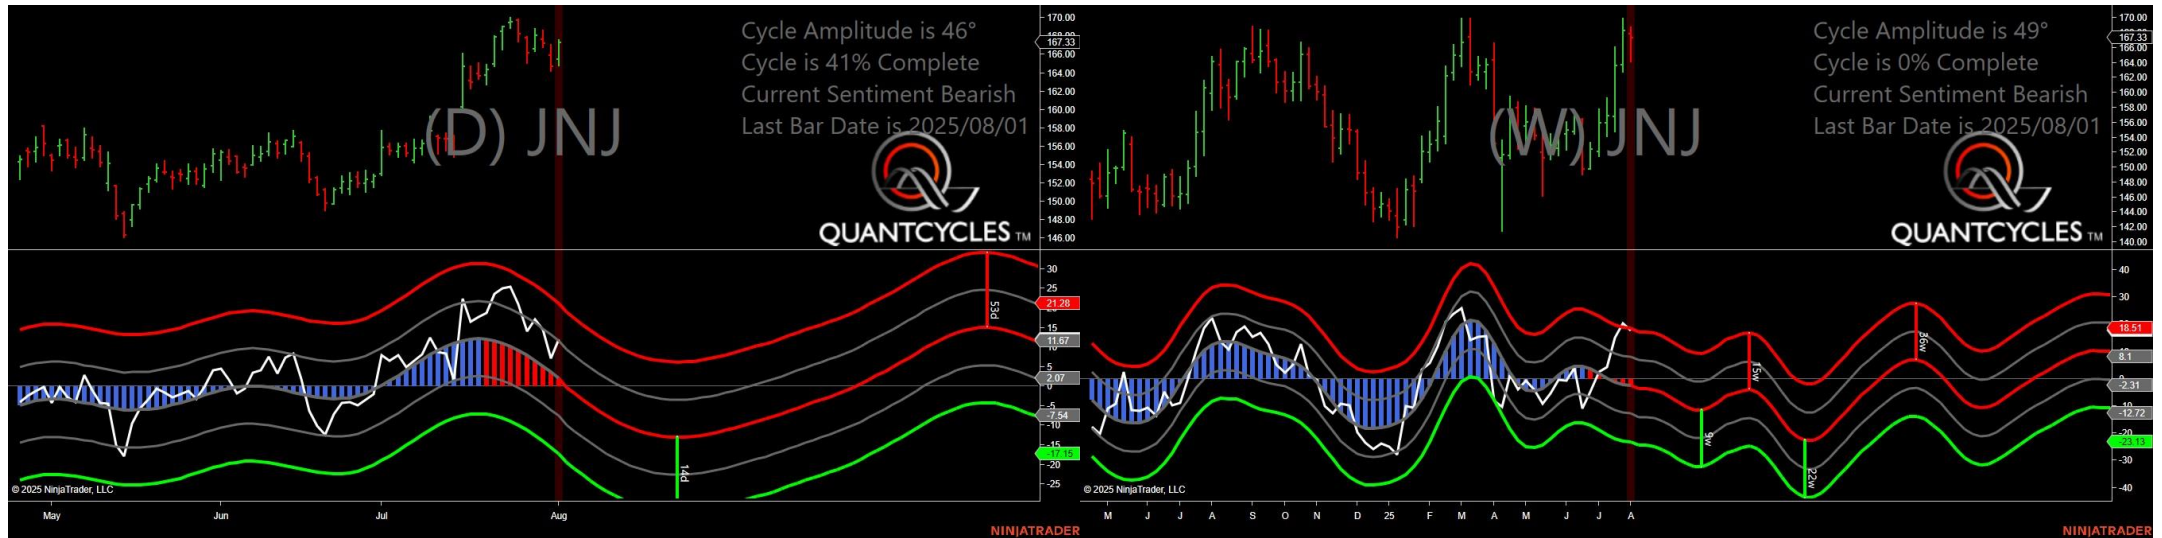 Cycle Amplitude is 46°
Cycle is 41% Complete
Current Sentiment Bearish
Last Bar Date is 2025/08/01
(D) JNJ
QUANTCYCLES TM
170.00
167.33
166.00
164.00
162.00
160.00
158.00
156.00
154.00
152.00
150.00
148.00
146.00
30
25
21.28
15
11.67
5
2.07
-5
-7.54
-10
-15
-17.15
-20
-25
53d
14d
© 2025 NinjaTrader, LLC
May Jun Jul Aug
NINJATRADER
Cycle Amplitude is 49°
Cycle is 0% Complete
Current Sentiment Bearish
Last Bar Date is 2025/08/01
(W) JNJ
QUANTCYCLES TM
170.00
167.33
166.00
164.00
162.00
160.00
158.00
156.00
154.00
152.00
150.00
148.00
146.00
144.00
142.00
140.00
40
30
18.51
8.1
-2.31
-12.72
-23.13
-30
-40
9w
15w
22w
36w
© 2025 NinjaTrader, LLC
M J J A S O N D 25 F M A M J J A
NINJATRADER